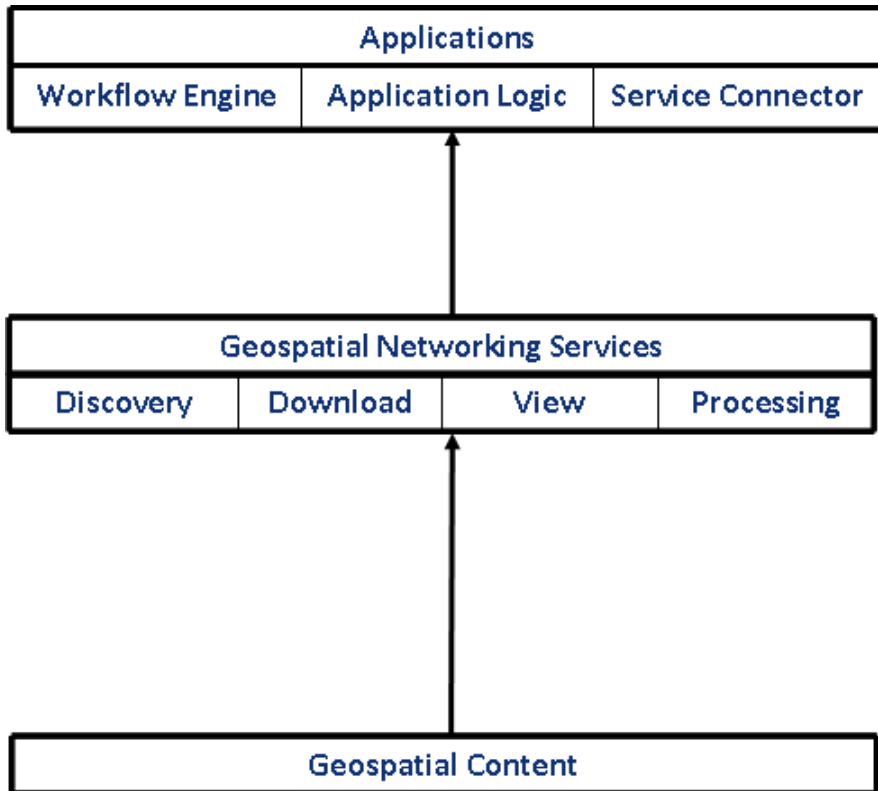 Applications
Workflow Engine Application Logic Service Connector
Geospatial Networking Services
Discovery Download View Processing
Geospatial Content